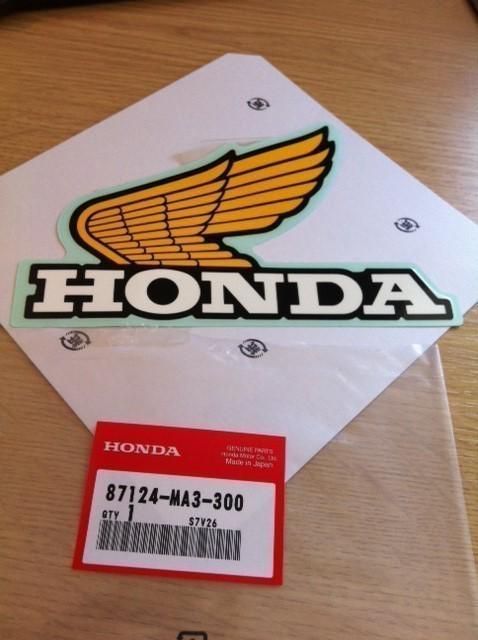 HONDA
HONDA
GENUINE PARTS
Honda Motor Co., Ltd.
Made in Japan
87124-MA3-300
QTY 1
S7V26